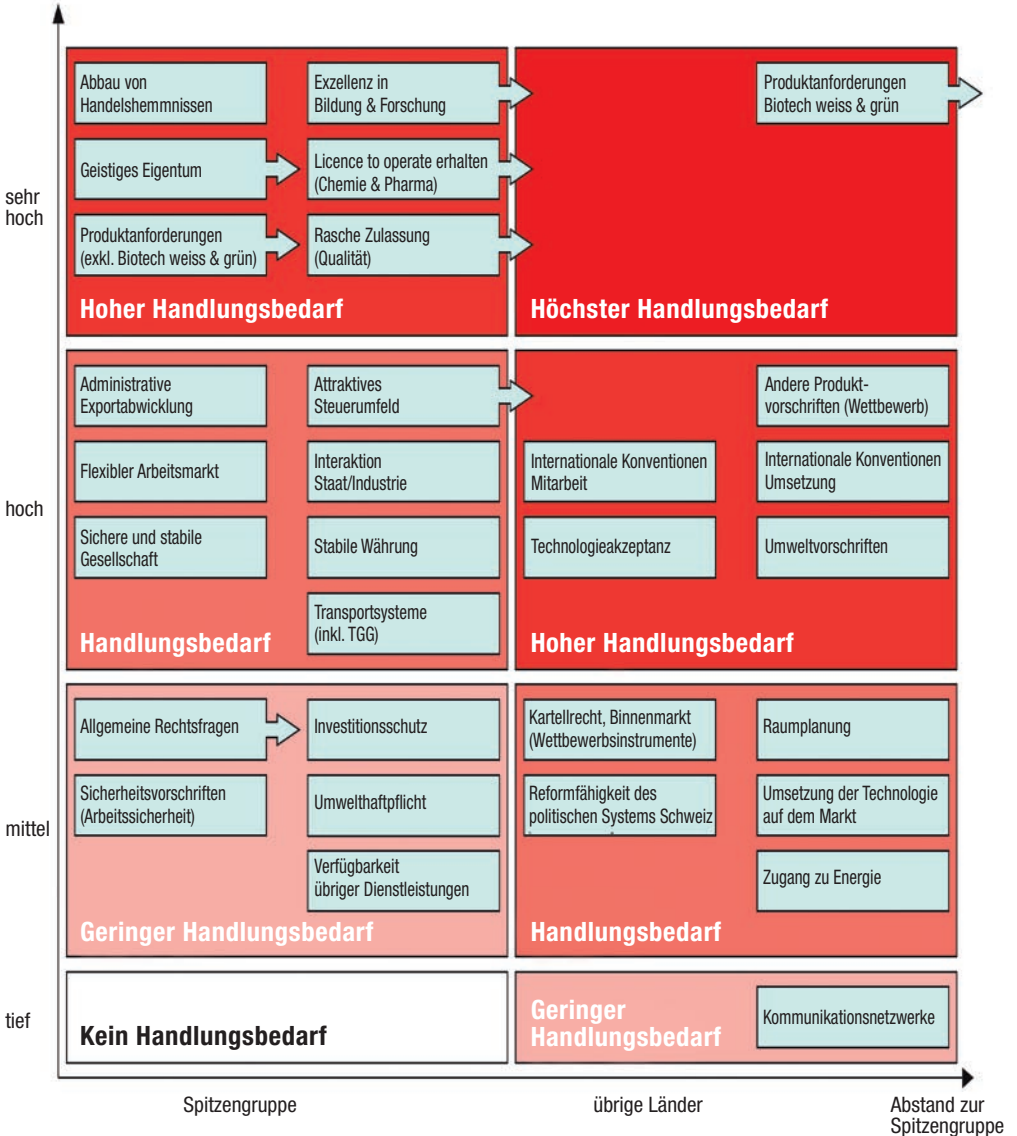 sehr
hoch
Abbau von
Handelshemmnissen
Exzellenz in
Bildung & Forschung
Geistiges Eigentum
Licence to operate erhalten
(Chemie & Pharma)
Produktanforderungen
(exkl. Biotech weiss & grün)
Rasche Zulassung
(Qualität)
Hoher Handlungsbedarf
Produktanforderungen
Biotech weiss & grün
Höchster Handlungsbedarf
hoch
Administrative
Exportabwicklung
Attraktives
Steuerumfeld
Flexibler Arbeitsmarkt
Interaktion
Staat/Industrie
Sichere und stabile
Gesellschaft
Stabile Währung
Transportsysteme
(inkl. TGG)
Handlungsbedarf
Andere Produkt-
vorschriften (Wettbewerb)
Internationale Konventionen
Mitarbeit
Internationale Konventionen
Umsetzung
Technologieakzeptanz
Umweltvorschriften
Hoher Handlungsbedarf
mittel
Allgemeine Rechtsfragen
Investitionsschutz
Sicherheitsvorschriften
(Arbeitssicherheit)
Umwelthaftpflicht
Verfügbarkeit
übriger Dienstleistungen
Geringer Handlungsbedarf
Kartellrecht, Binnenmarkt
(Wettbewerbsinstrumente)
Raumplanung
Reformfähigkeit des
politischen Systems Schweiz
Umsetzung der Technologie
auf dem Markt
Zugang zu Energie
Handlungsbedarf
tief
Kein Handlungsbedarf
Geringer
Handlungsbedarf
Kommunikationsnetzwerke
Spitzengruppe
übrige Länder
Abstand zur
Spitzengruppe